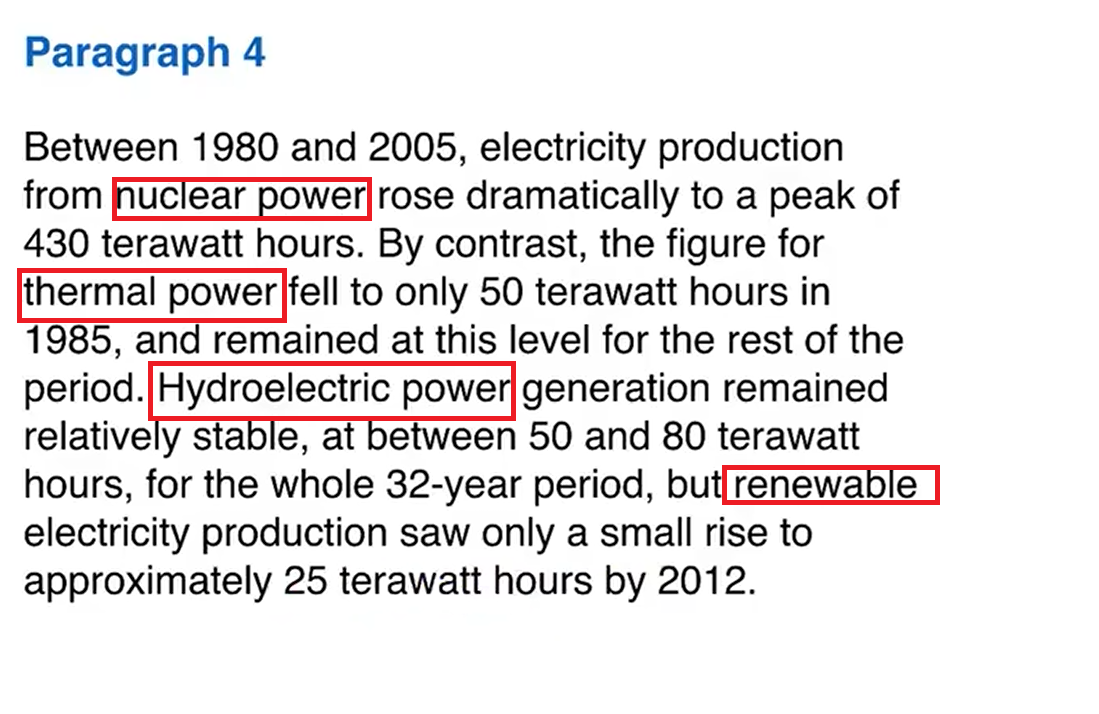 Paragraph 4
Between 1980 and 2005, electricity production
from nuclear power rose dramatically to a peak of
430 terawatt hours. By contrast, the figure for
thermal power fell to only 50 terawatt hours in
1985, and remained at this level for the rest of the
period. Hydroelectric power generation remained
relatively stable, at between 50 and 80 terawatt
hours, for the whole 32-year period, but renewable
electricity production saw only a small rise to
approximately 25 terawatt hours by 2012.